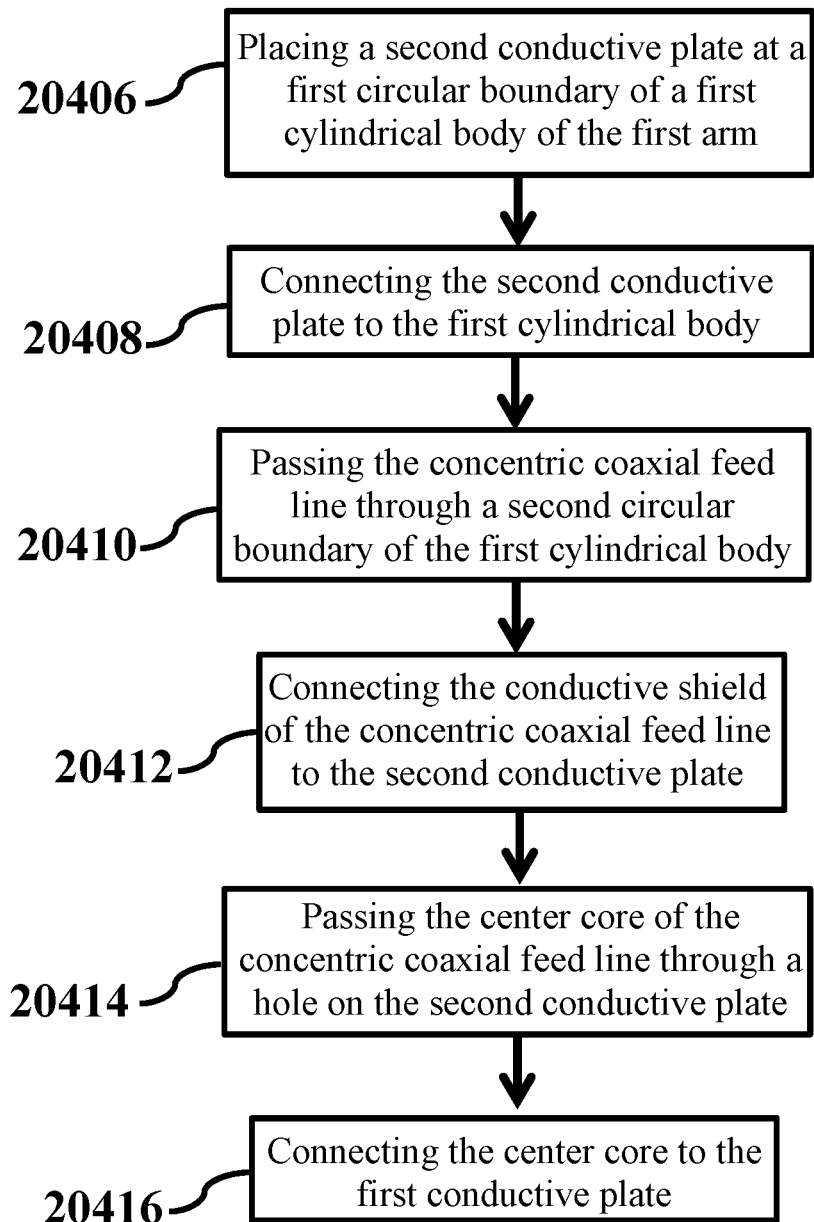 Placing a second conductive plate at a
first circular boundary of a first
cylindrical body of the first arm
20406
Connecting the second conductive
plate to the first cylindrical body
20408
Passing the concentric coaxial feed
line through a second circular
boundary of the first cylindrical body
20410
Connecting the conductive shield
of the concentric coaxial feed line
to the second conductive plate
20412
Passing the center core of the
concentric coaxial feed line through a
hole on the second conductive plate
20414
Connecting the center core to the
first conductive plate
20416